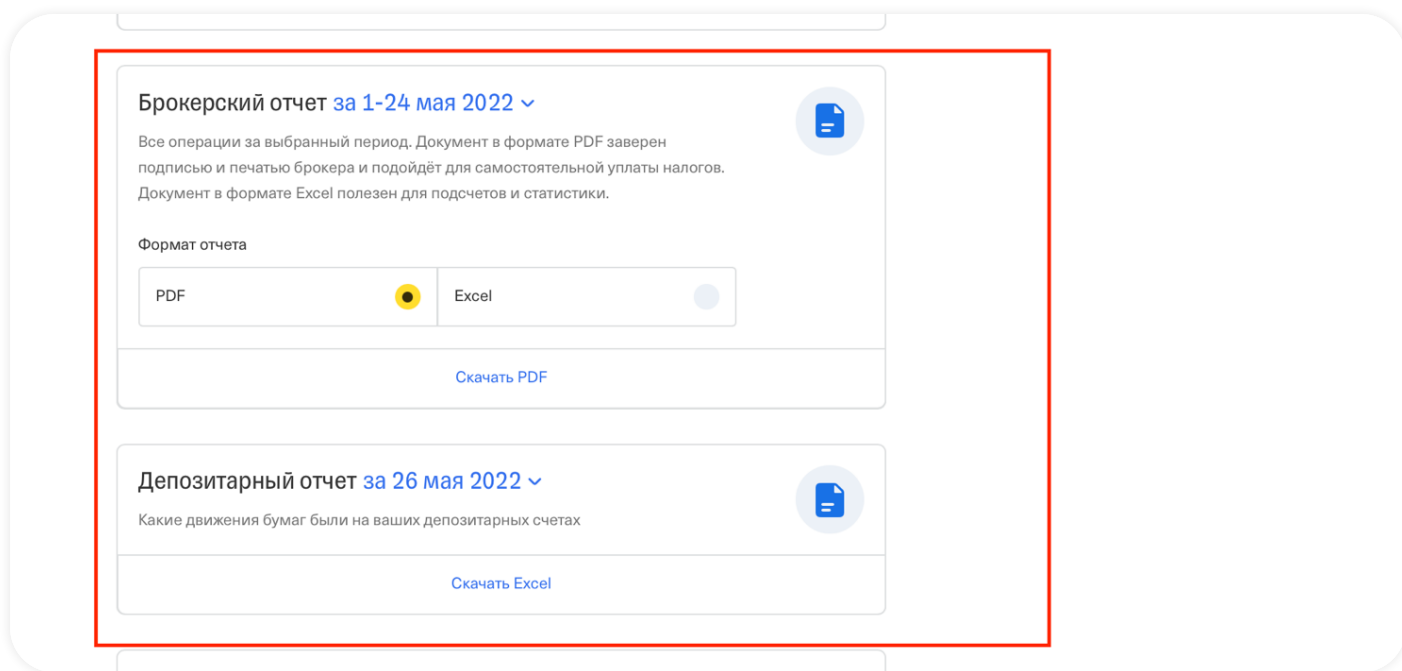 Брокерский отчет за 1-24 мая 2022
Все операции за выбранный период. Документ в формате PDF заверен
подписью и печатью брокера и подойдёт для самостоятельной уплаты налогов.
Документ в формате Excel полезен для подсчетов и статистики.
Формат отчета
PDF
Excel
Скачать PDF
Депозитарный отчет за 26 мая 2022
Какие движения бумаг были на ваших депозитарных счетах
Скачать Excel